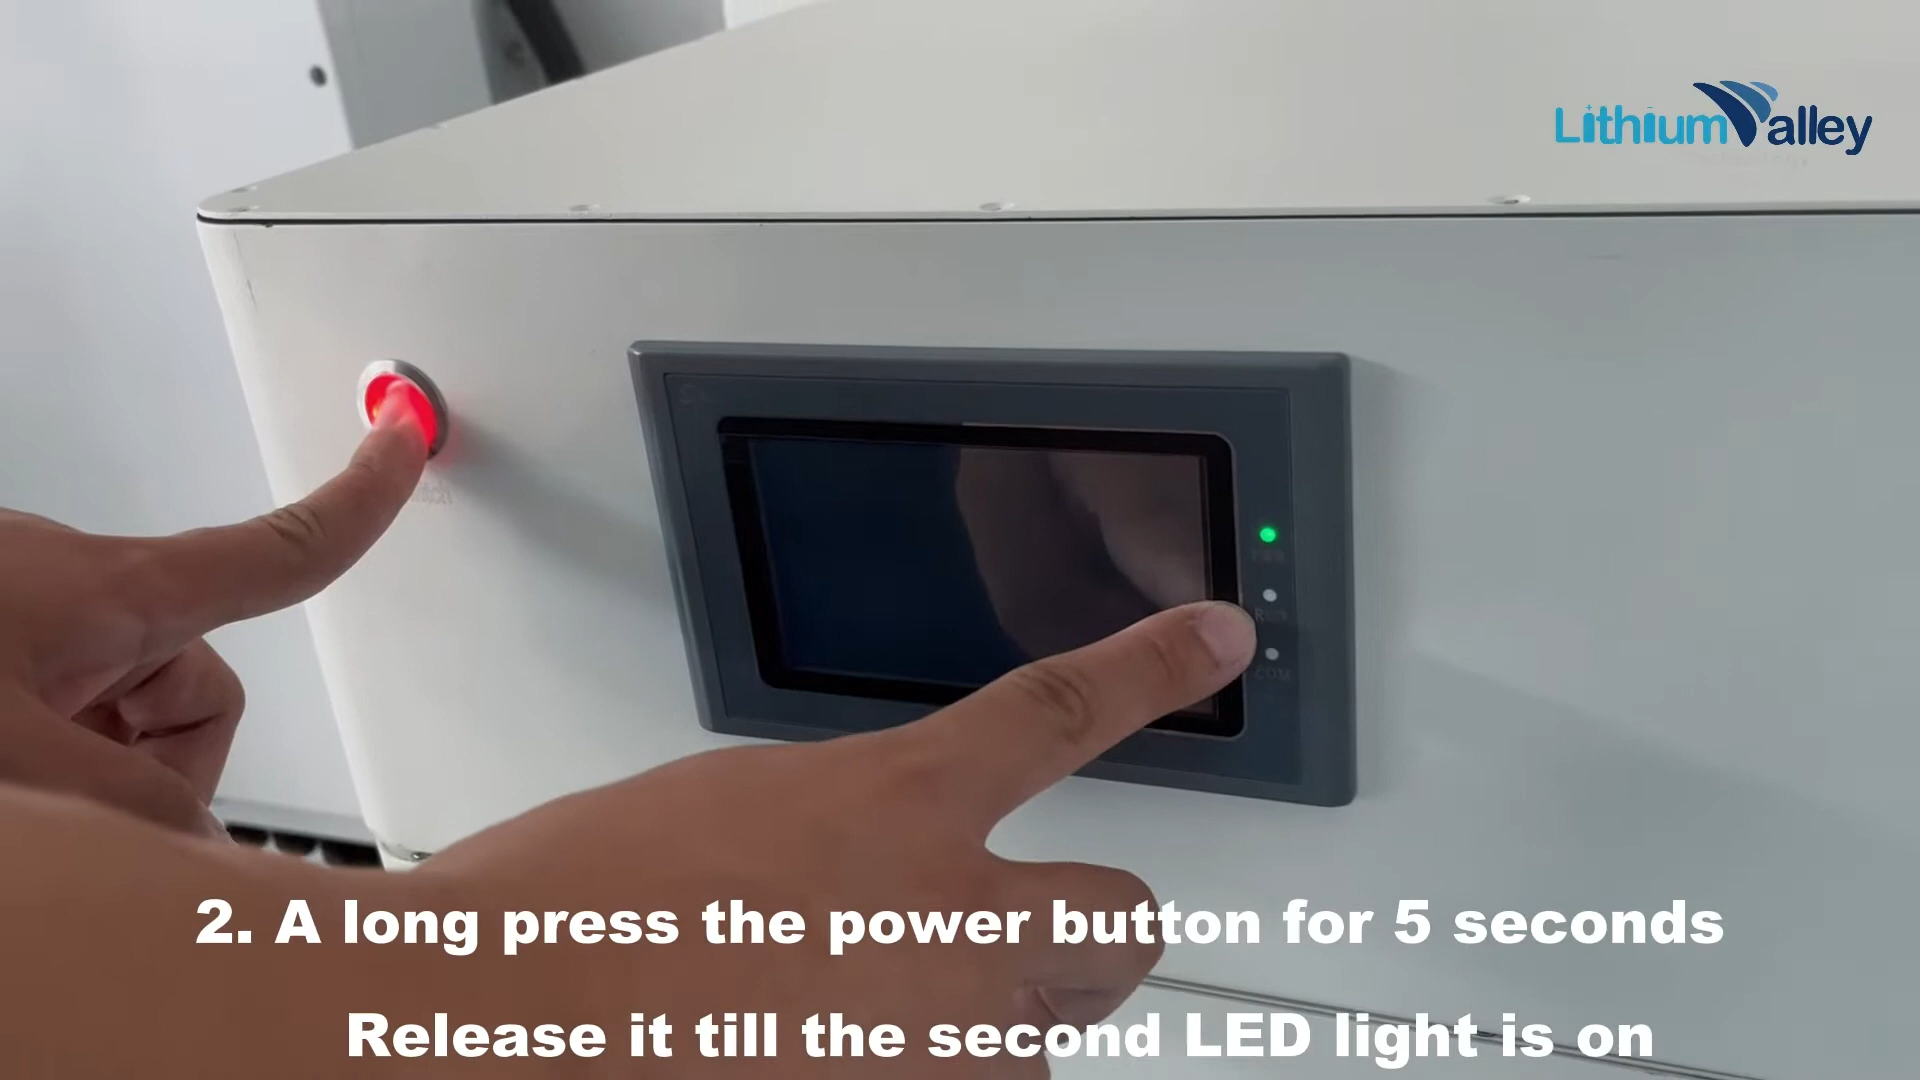 LithiumValley
COM
2. A long press the power button for 5 seconds
Release it till the second LED light is on